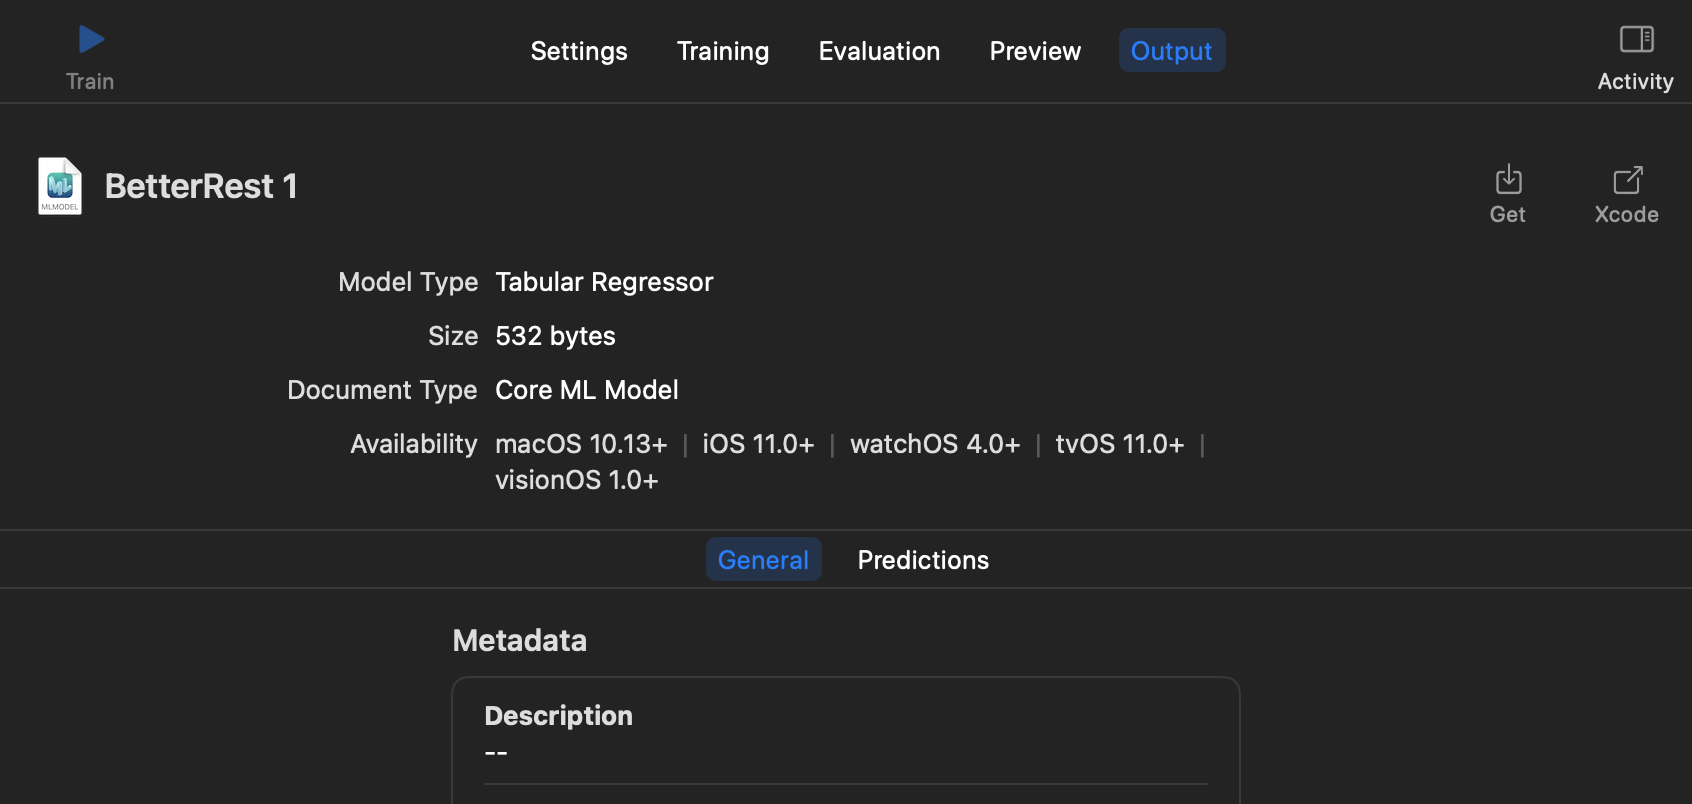 Train
Settings Training Evaluation Preview Output
Activity
ML
MLMODEL
BetterRest 1
Get
Xcode
Model Type Tabular Regressor
Size 532 bytes
Document Type Core ML Model
Availability macOS 10.13+ | iOS 11.0+ | watchOS 4.0+ | tvOS 11.0+ |
visionOS 1.0+
General Predictions
Metadata
Description
--